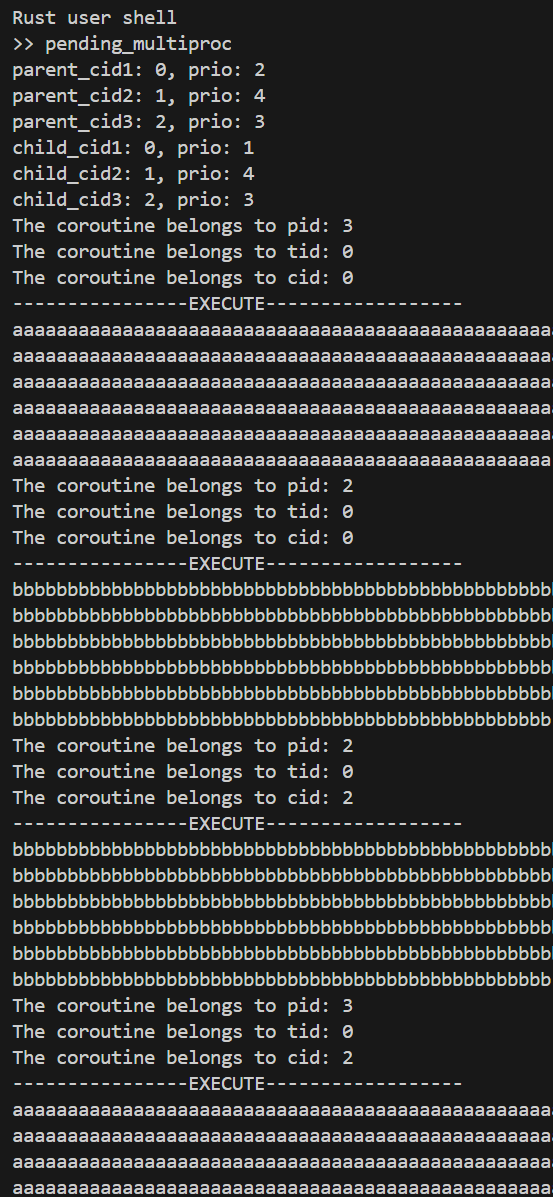 Rust user shell
>> pending_multiproc
parent_cid1: 0, prio: 2
parent_cid2: 1, prio: 4
parent_cid3: 2, prio: 3
child_cid1: 0, prio: 1
child_cid2: 1, prio: 4
child_cid3: 2, prio: 3
The coroutine belongs to pid: 3
The coroutine belongs to tid: 0
The coroutine belongs to cid: 0
----------------EXECUTE------------------
aaaaaaaaaaaaaaaaaaaaaaaaaaaaaaaaaaaaaaaaaaaaaaaaa
aaaaaaaaaaaaaaaaaaaaaaaaaaaaaaaaaaaaaaaaaaaaaaaaa
aaaaaaaaaaaaaaaaaaaaaaaaaaaaaaaaaaaaaaaaaaaaaaaaa
aaaaaaaaaaaaaaaaaaaaaaaaaaaaaaaaaaaaaaaaaaaaaaaaa
aaaaaaaaaaaaaaaaaaaaaaaaaaaaaaaaaaaaaaaaaaaaaaaaa
aaaaaaaaaaaaaaaaaaaaaaaaaaaaaaaaaaaaaaaaaaaaaaaaa
The coroutine belongs to pid: 2
The coroutine belongs to tid: 0
The coroutine belongs to cid: 0
----------------EXECUTE------------------
bbbbbbbbbbbbbbbbbbbbbbbbbbbbbbbbbbbbbbbbbbbbbbbbb
bbbbbbbbbbbbbbbbbbbbbbbbbbbbbbbbbbbbbbbbbbbbbbbbb
bbbbbbbbbbbbbbbbbbbbbbbbbbbbbbbbbbbbbbbbbbbbbbbbb
bbbbbbbbbbbbbbbbbbbbbbbbbbbbbbbbbbbbbbbbbbbbbbbbb
bbbbbbbbbbbbbbbbbbbbbbbbbbbbbbbbbbbbbbbbbbbbbbbbb
bbbbbbbbbbbbbbbbbbbbbbbbbbbbbbbbbbbbbbbbbbbbbbbbb
The coroutine belongs to pid: 2
The coroutine belongs to tid: 0
The coroutine belongs to cid: 2
----------------EXECUTE------------------
bbbbbbbbbbbbbbbbbbbbbbbbbbbbbbbbbbbbbbbbbbbbbbbbb
bbbbbbbbbbbbbbbbbbbbbbbbbbbbbbbbbbbbbbbbbbbbbbbbb
bbbbbbbbbbbbbbbbbbbbbbbbbbbbbbbbbbbbbbbbbbbbbbbbb
bbbbbbbbbbbbbbbbbbbbbbbbbbbbbbbbbbbbbbbbbbbbbbbbb
bbbbbbbbbbbbbbbbbbbbbbbbbbbbbbbbbbbbbbbbbbbbbbbbb
bbbbbbbbbbbbbbbbbbbbbbbbbbbbbbbbbbbbbbbbbbbbbbbbb
The coroutine belongs to pid: 3
The coroutine belongs to tid: 0
The coroutine belongs to cid: 2
----------------EXECUTE------------------
aaaaaaaaaaaaaaaaaaaaaaaaaaaaaaaaaaaaaaaaaaaaaaaaa
aaaaaaaaaaaaaaaaaaaaaaaaaaaaaaaaaaaaaaaaaaaaaaaaa
aaaaaaaaaaaaaaaaaaaaaaaaaaaaaaaaaaaaaaaaaaaaaaaaa
aaaaaaaaaaaaaaaaaaaaaaaaaaaaaaaaaaaaaaaaaaaaaaaaa